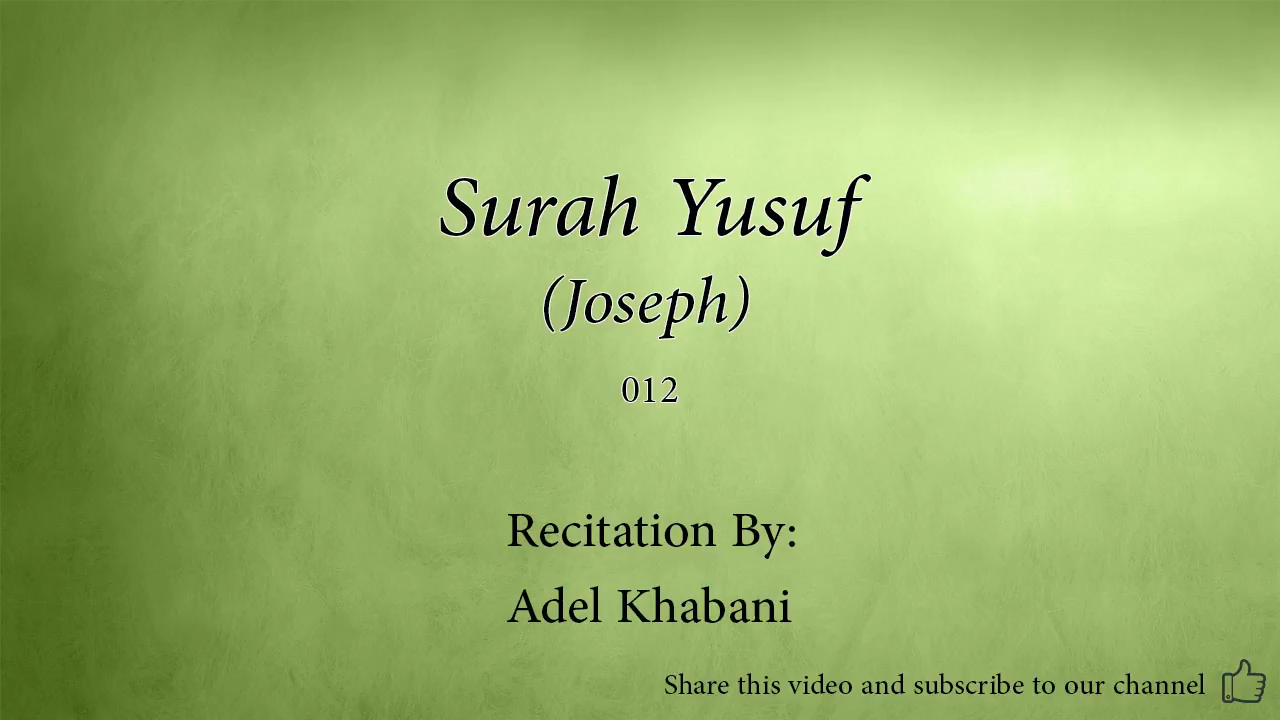 Surah Yusuf
(Joseph)
012
Recitation By:
Adel Khabani
Share this video and subscribe to our channel